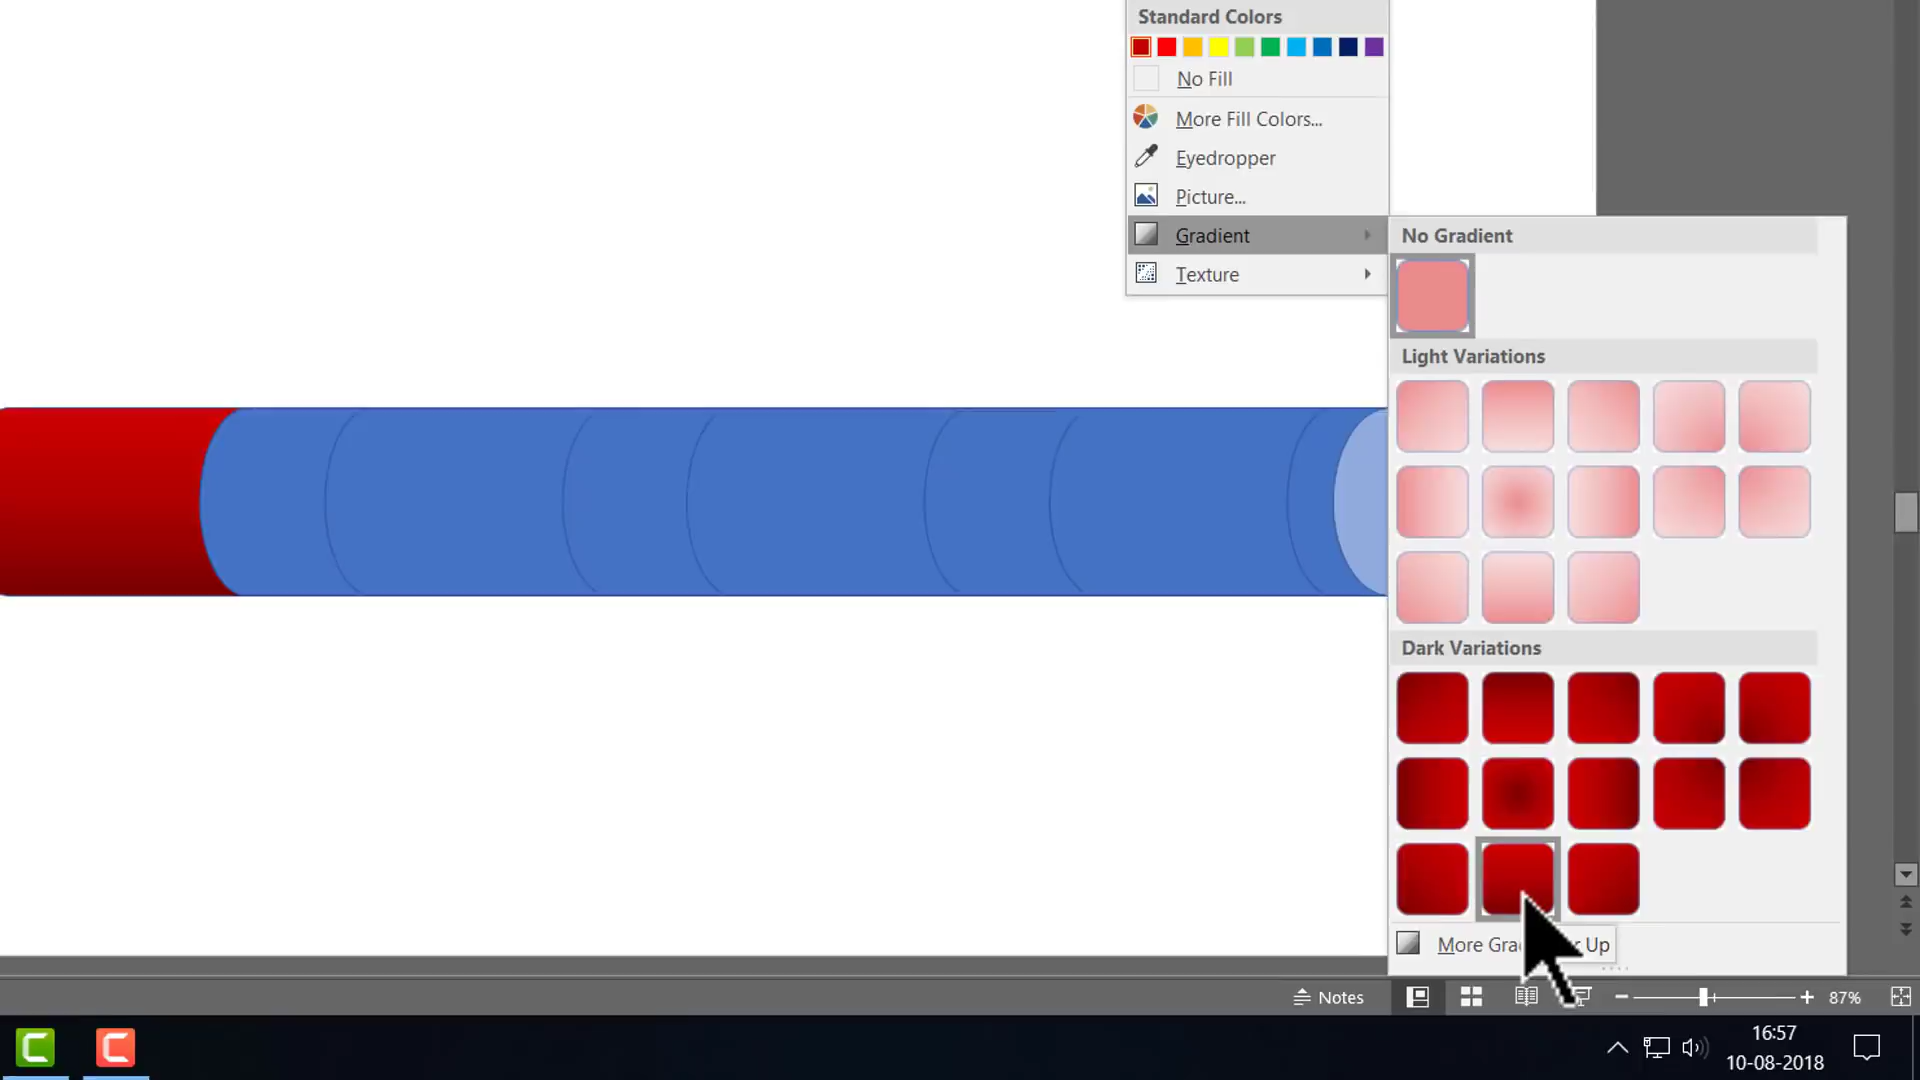 Standard Colors
No Fill
More Fill Colors...
Eyedropper
Picture...
Gradient
Texture
No Gradient
Light Variations
Dark Variations
More Gra
Up
Notes
87%
16:57
10-08-2018